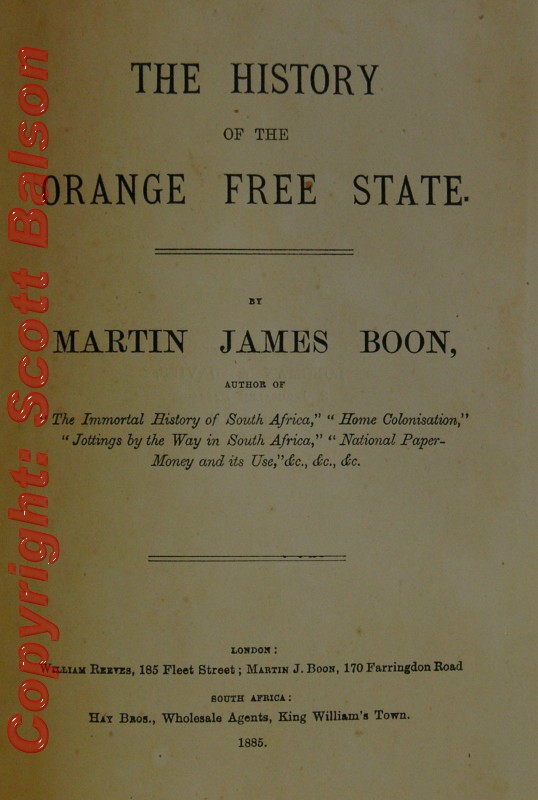 THE HISTORY
OF THE
ORANGE FREE STATE.
BY
MARTIN JAMES BOON,
AUTHOR OF
"The Immortal History of South Africa," "Home Colonisation,"
"Jottings by the Way in South Africa," "National Paper-
Money and its Use," &c., &c., &c.
LONDON:
WILLIAM REEVES, 185 Fleet Street; MARTIN J. BOON, 170 Farringdon Road
SOUTH AFRICA:
HAY BROS., Wholesale Agents, King William's Town.
1885.
Copyright: Scott Balson